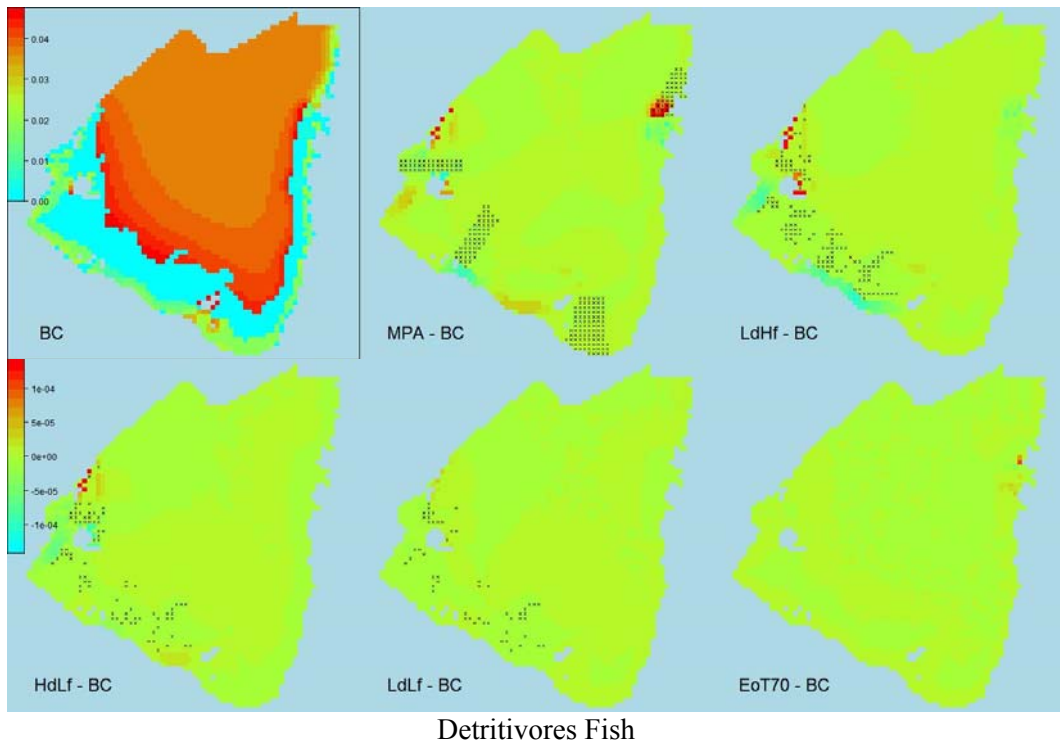 0.04
0.03
0.02
0.01
0.00
BC
MPA - BC
LdHf - BC
1e-04
5e-05
0e+00
-5e-05
-1e-04
HdLf - BC
LdLf - BC
EoT70 - BC
Detritivores Fish